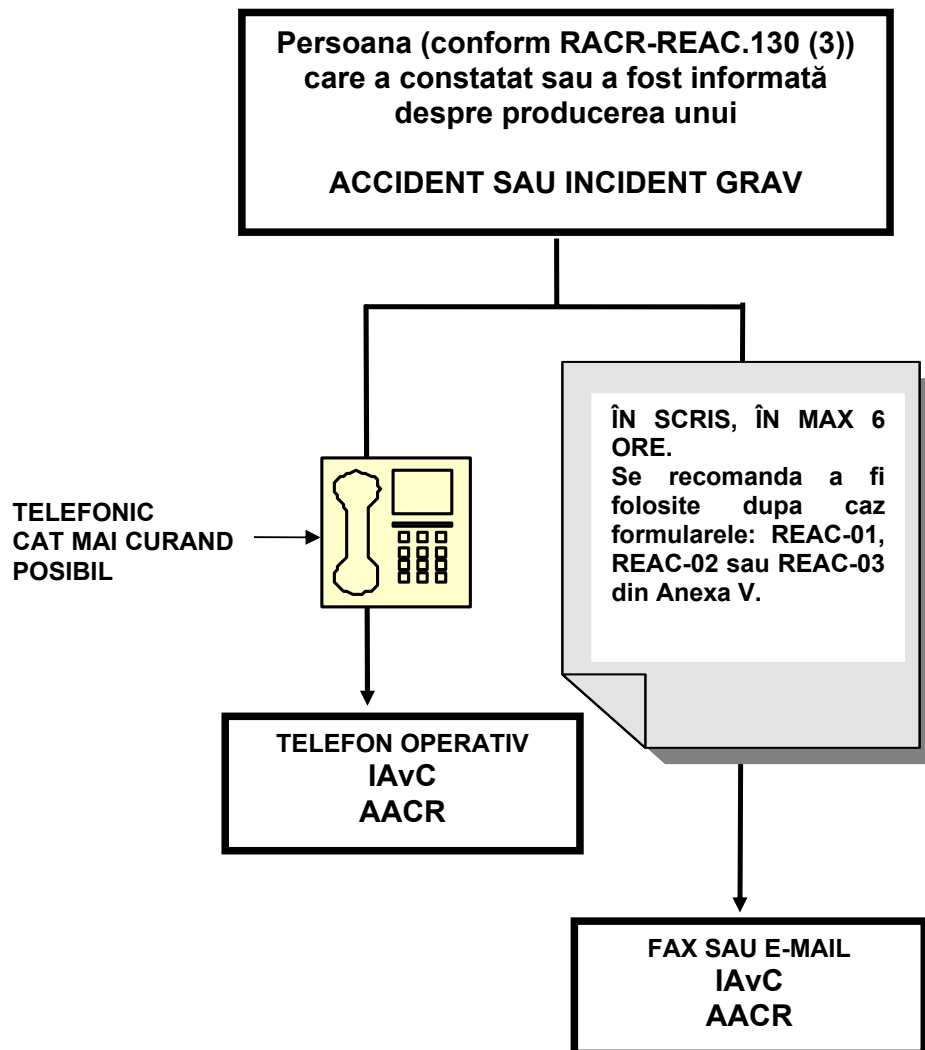 Persoana (conform RACR-REAC.130 (3))
care a constatat sau a fost informată
despre producerea unui
ACCIDENT SAU INCIDENT GRAV
TELEFONIC
CAT MAI CURAND
POSIBIL
ÎN SCRIS, ÎN MAX 6
ORE.
Se recomanda a fi
folosite dupa caz
formularele: REAC-01,
REAC-02 sau REAC-03
din Anexa V.
TELEFON OPERATIV
IAvC
AACR
FAX SAU E-MAIL
IAvC
AACR